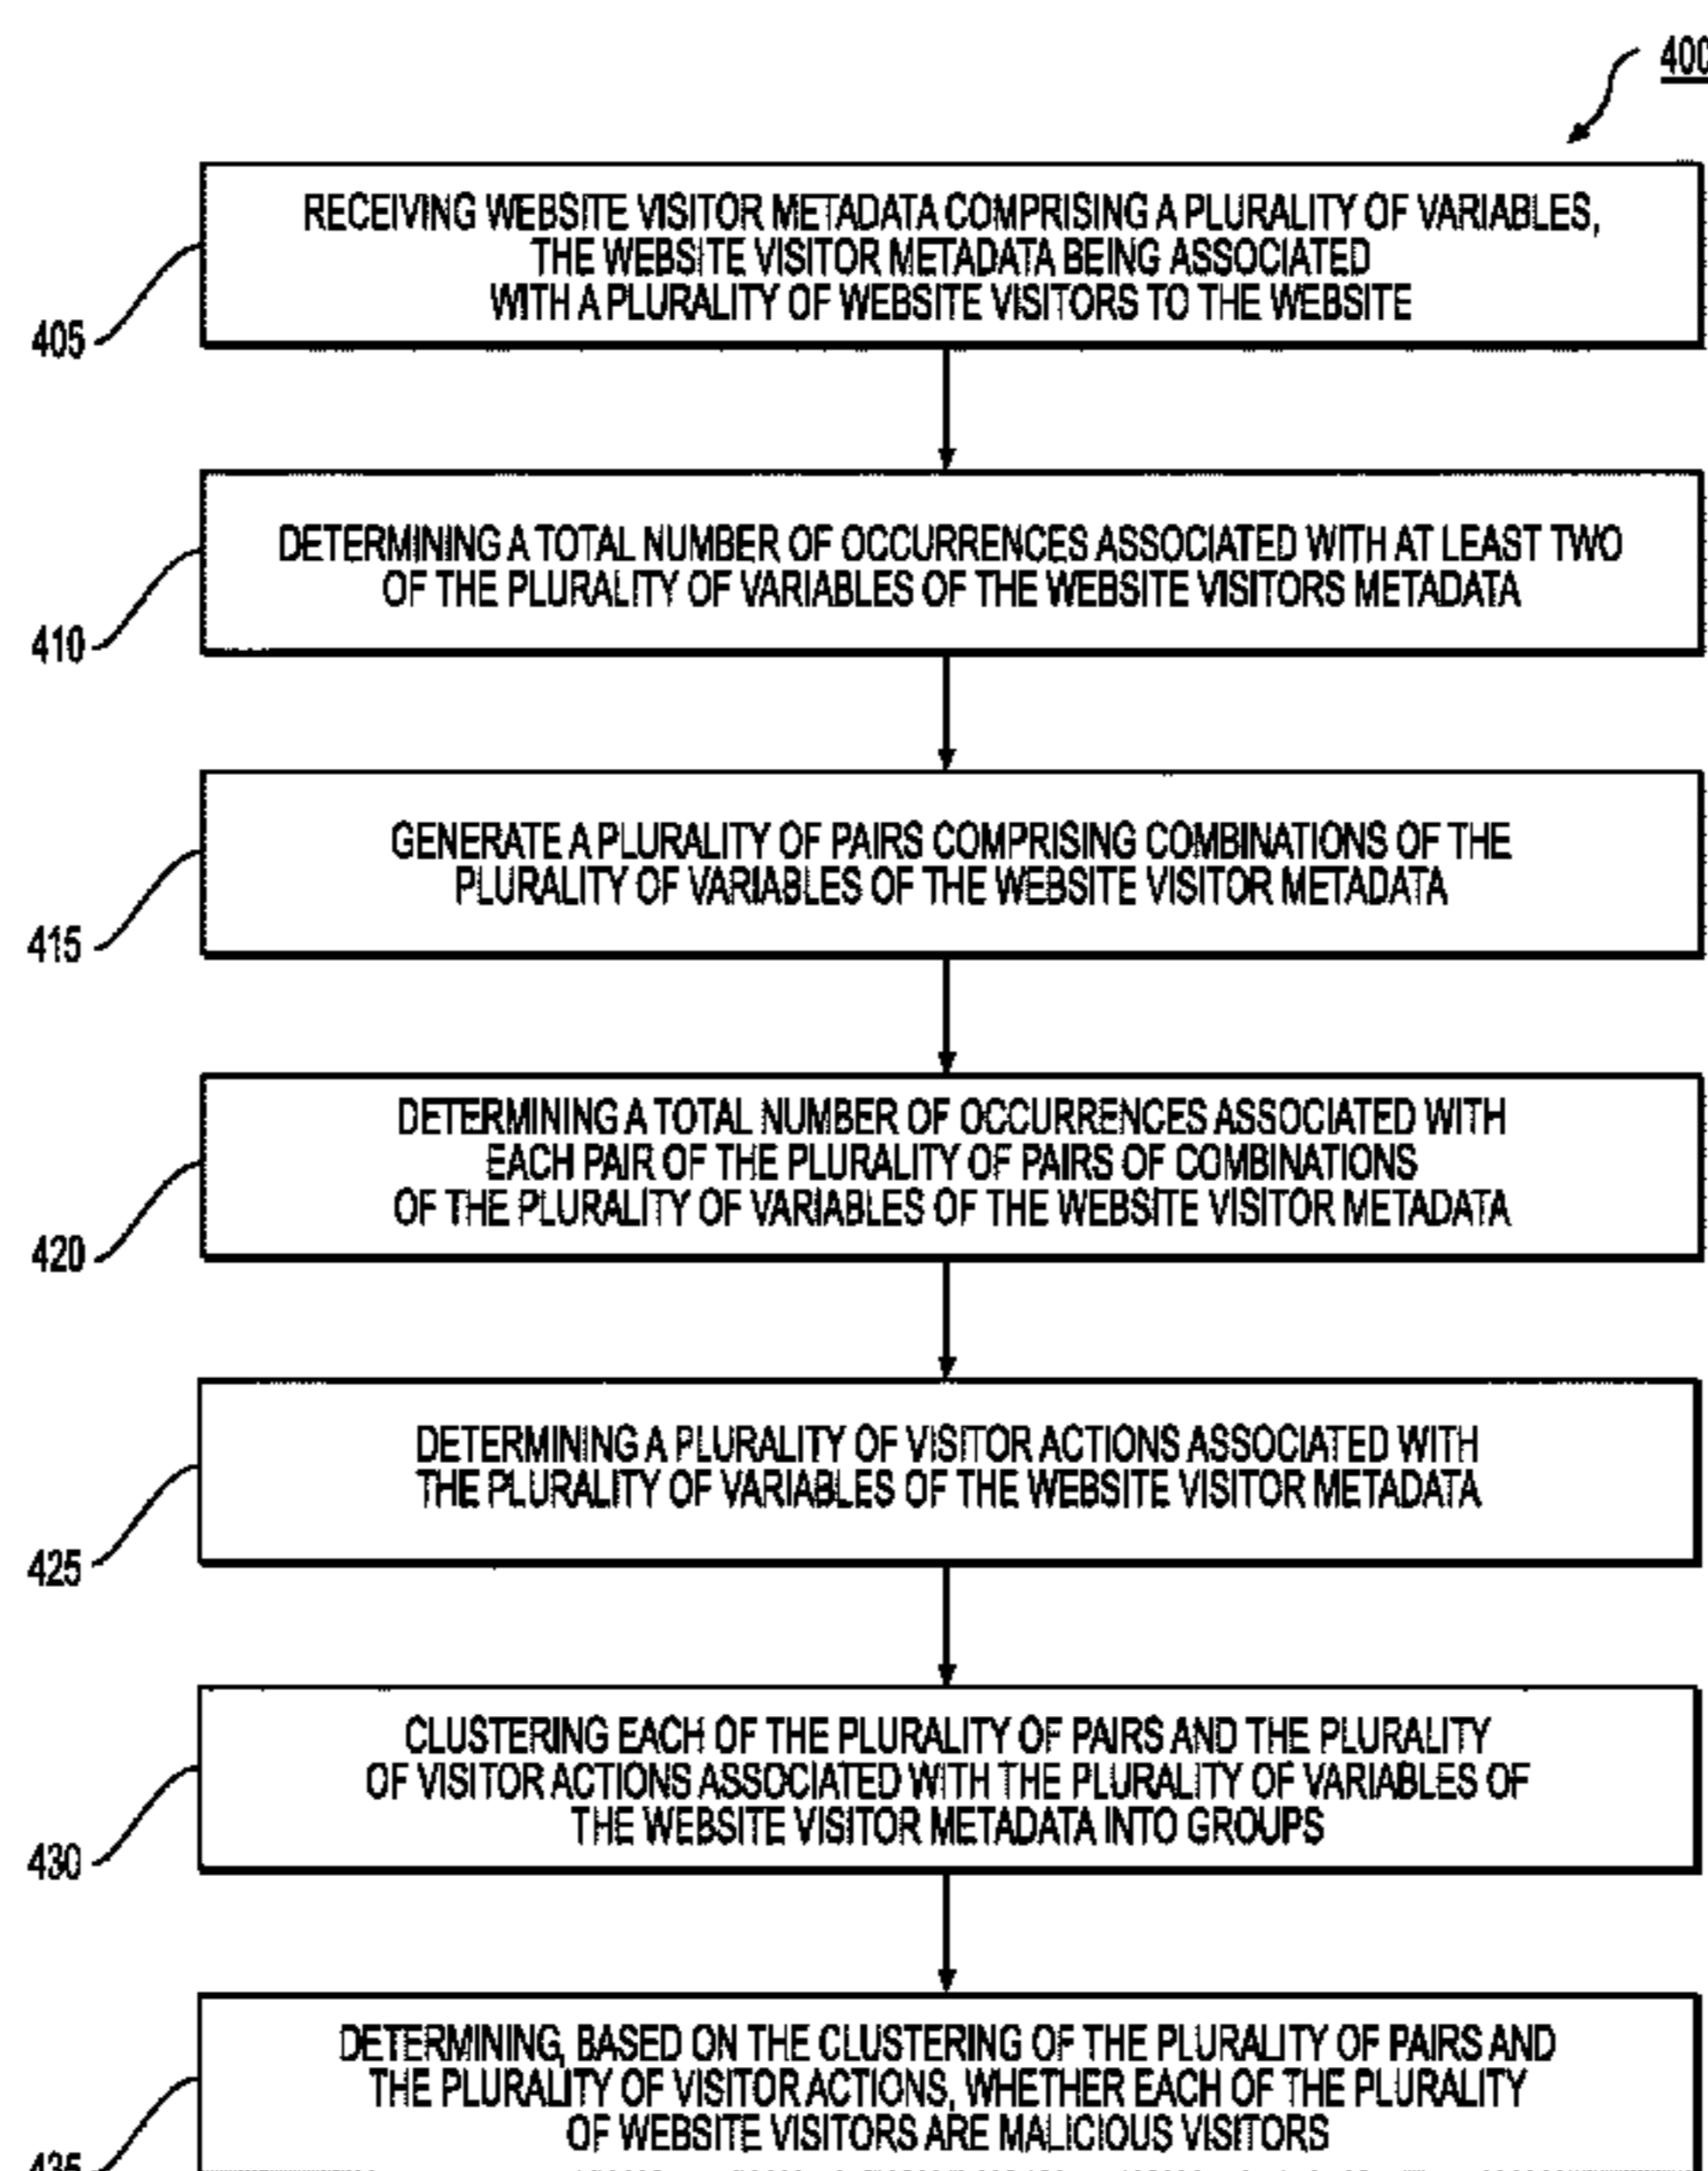 400
RECEIVING WEBSITE VISITOR METADATA COMPRISING A PLURALITY OF VARIABLES,
THE WEBSITE VISITOR METADATA BEING ASSOCIATED
WITH A PLURALITY OF WEBSITE VISITORS TO THE WEBSITE
405
DETERMINING A TOTAL NUMBER OF OCCURRENCES ASSOCIATED WITH AT LEAST TWO
OF THE PLURALITY OF VARIABLES OF THE WEBSITE VISITORS METADATA
410
GENERATE A PLURALITY OF PAIRS COMPRISING COMBINATIONS OF THE
PLURALITY OF VARIABLES OF THE WEBSITE VISITOR METADATA
415
DETERMINING A TOTAL NUMBER OF OCCURRENCES ASSOCIATED WITH
EACH PAIR OF THE PLURALITY OF PAIRS OF COMBINATIONS
OF THE PLURALITY OF VARIABLES OF THE WEBSITE VISITOR METADATA
420
DETERMINING A PLURALITY OF VISITOR ACTIONS ASSOCIATED WITH
THE PLURALITY OF VARIABLES OF THE WEBSITE VISITOR METADATA
425
CLUSTERING EACH OF THE PLURALITY OF PAIRS AND THE PLURALITY
OF VISITOR ACTIONS ASSOCIATED WITH THE PLURALITY OF VARIABLES OF
THE WEBSITE VISITOR METADATA INTO GROUPS
430
DETERMINING, BASED ON THE CLUSTERING OF THE PLURALITY OF PAIRS AND
THE PLURALITY OF VISITOR ACTIONS, WHETHER EACH OF THE PLURALITY
OF WEBSITE VISITORS ARE MALICIOUS VISITORS
435